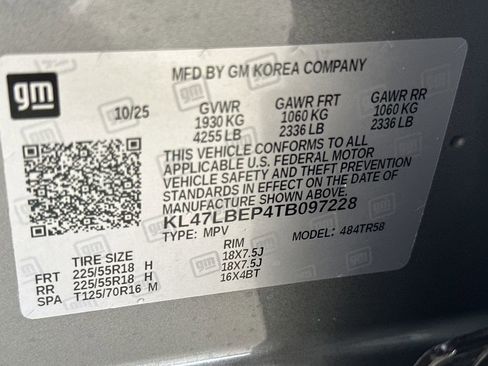 gm
MFD BY GM KOREA COMPANY
10/25 GVWR GAWR FRT GAWR RR
1930 KG 1060 KG 1060 KG
4255 LB 2336 LB 2336 LB
THIS VEHICLE CONFORMS TO ALL
APPLICABLE U.S. FEDERAL MOTOR
VEHICLE SAFETY AND THEFT PREVENTION
STANDARDS IN EFFECT ON THE DATE OF
MANUFACTURE SHOWN ABOVE.
KL47LBEP4TB097228
TYPE: MPV MODEL: 484TR58
TIRE SIZE RIM
FRT 225/55R18 H 18X7.5J
RR 225/55R18 H 18X7.5J
SPA T125/70R16 M 16X4BT